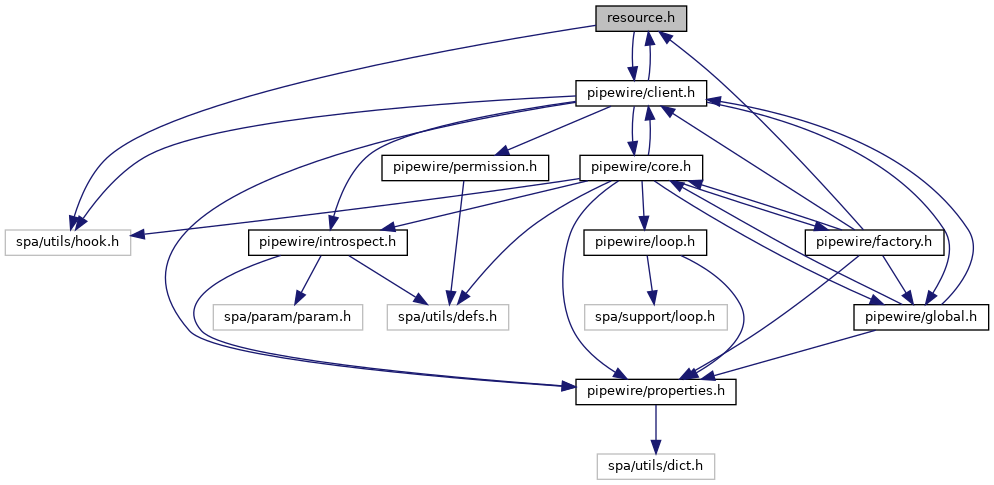 resource.h
pipewire/client.h
pipewire/permission.h
pipewire/core.h
spa/utils/hook.h
pipewire/introspect.h
pipewire/loop.h
pipewire/factory.h
spa/param/param.h
spa/utils/defs.h
spa/support/loop.h
pipewire/global.h
pipewire/properties.h
spa/utils/dict.h